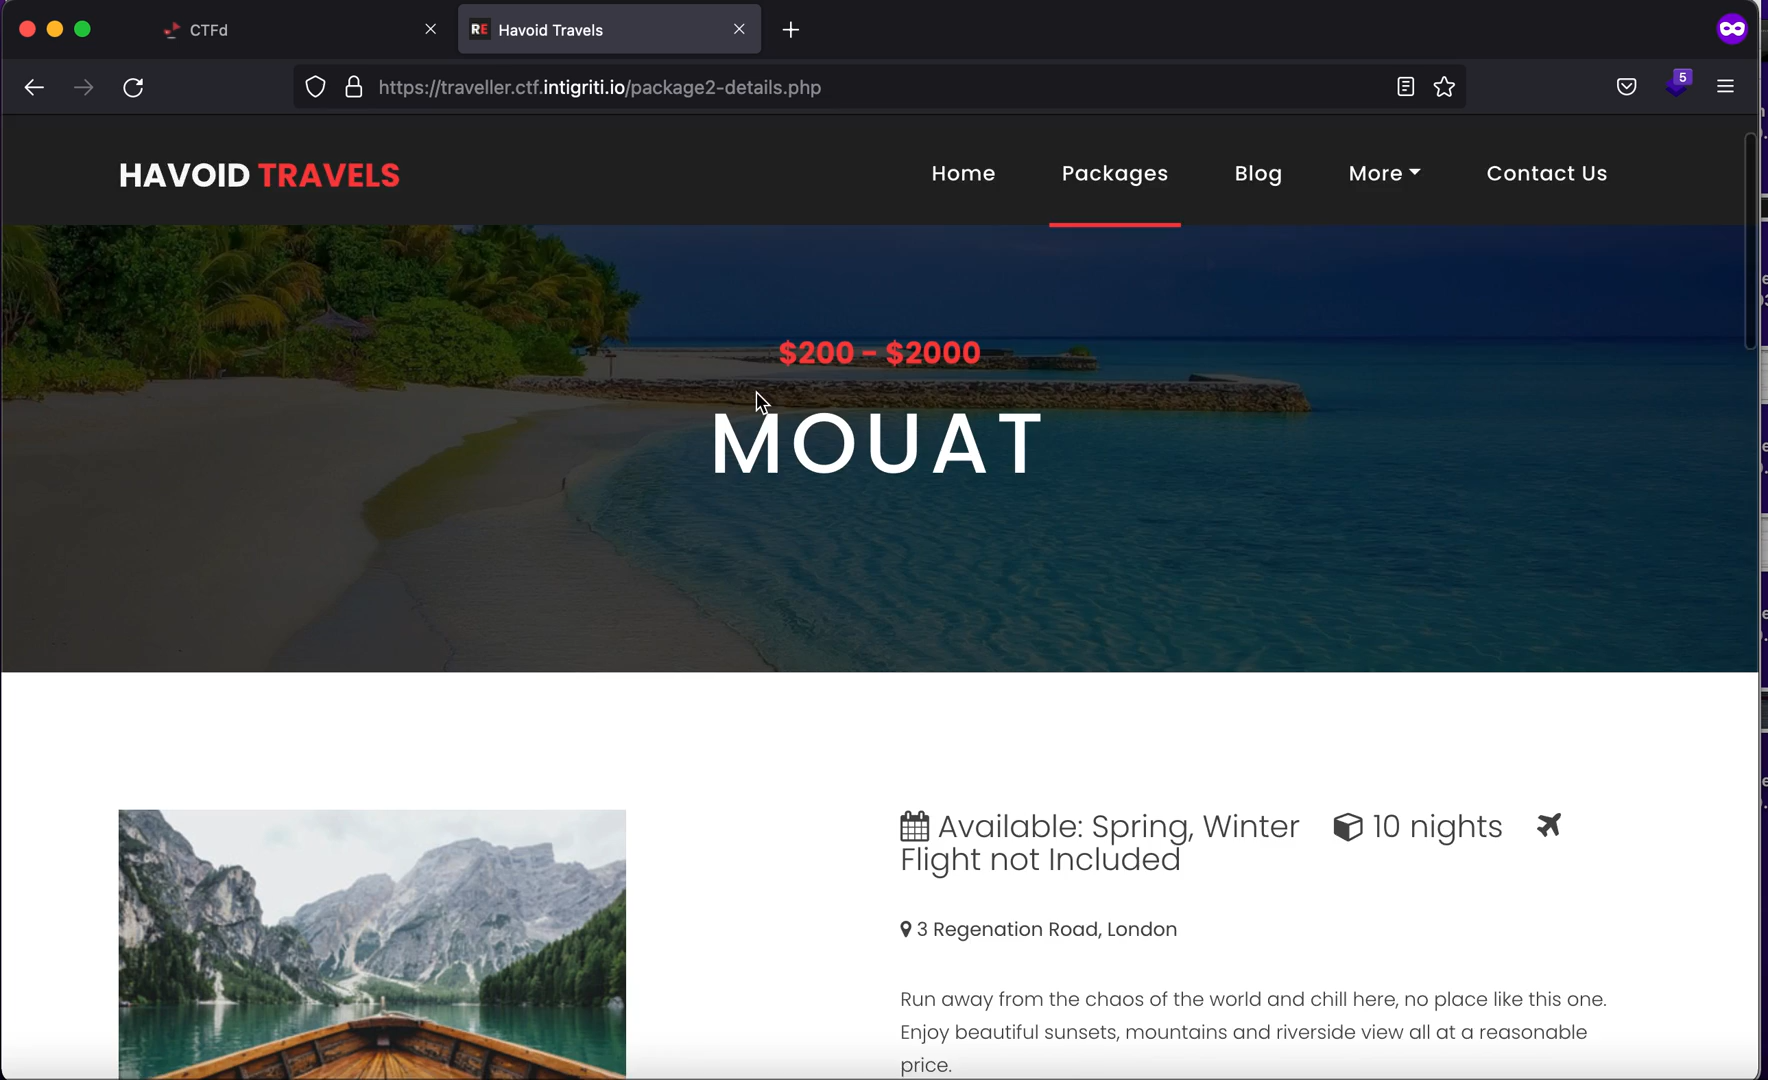 CTFd
RE Havoid Travels
https://traveller.ctf.intigriti.io/package2-details.php
5
HAVOID TRAVELS
Home Packages Blog More Contact Us
$200 - $2000
MOUAT
Available: Spring, Winter 10 nights
Flight not Included
3 Regenation Road, London
Run away from the chaos of the world and chill here, no place like this one.
Enjoy beautiful sunsets, mountains and riverside view all at a reasonable
price.